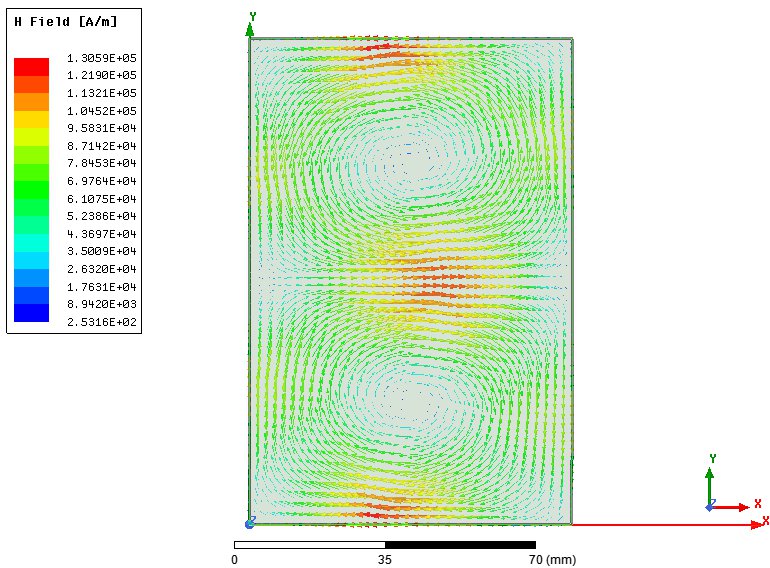 H Field [A/m]
1.3059E+05
1.2190E+05
1.1321E+05
1.0452E+05
9.5831E+04
8.7142E+04
7.8453E+04
6.9764E+04
6.1075E+04
5.2386E+04
4.3697E+04
3.5009E+04
2.6320E+04
1.7631E+04
8.9420E+03
2.5316E+02
Y
Z
X
Y
Z
X
0 35 70 (mm)